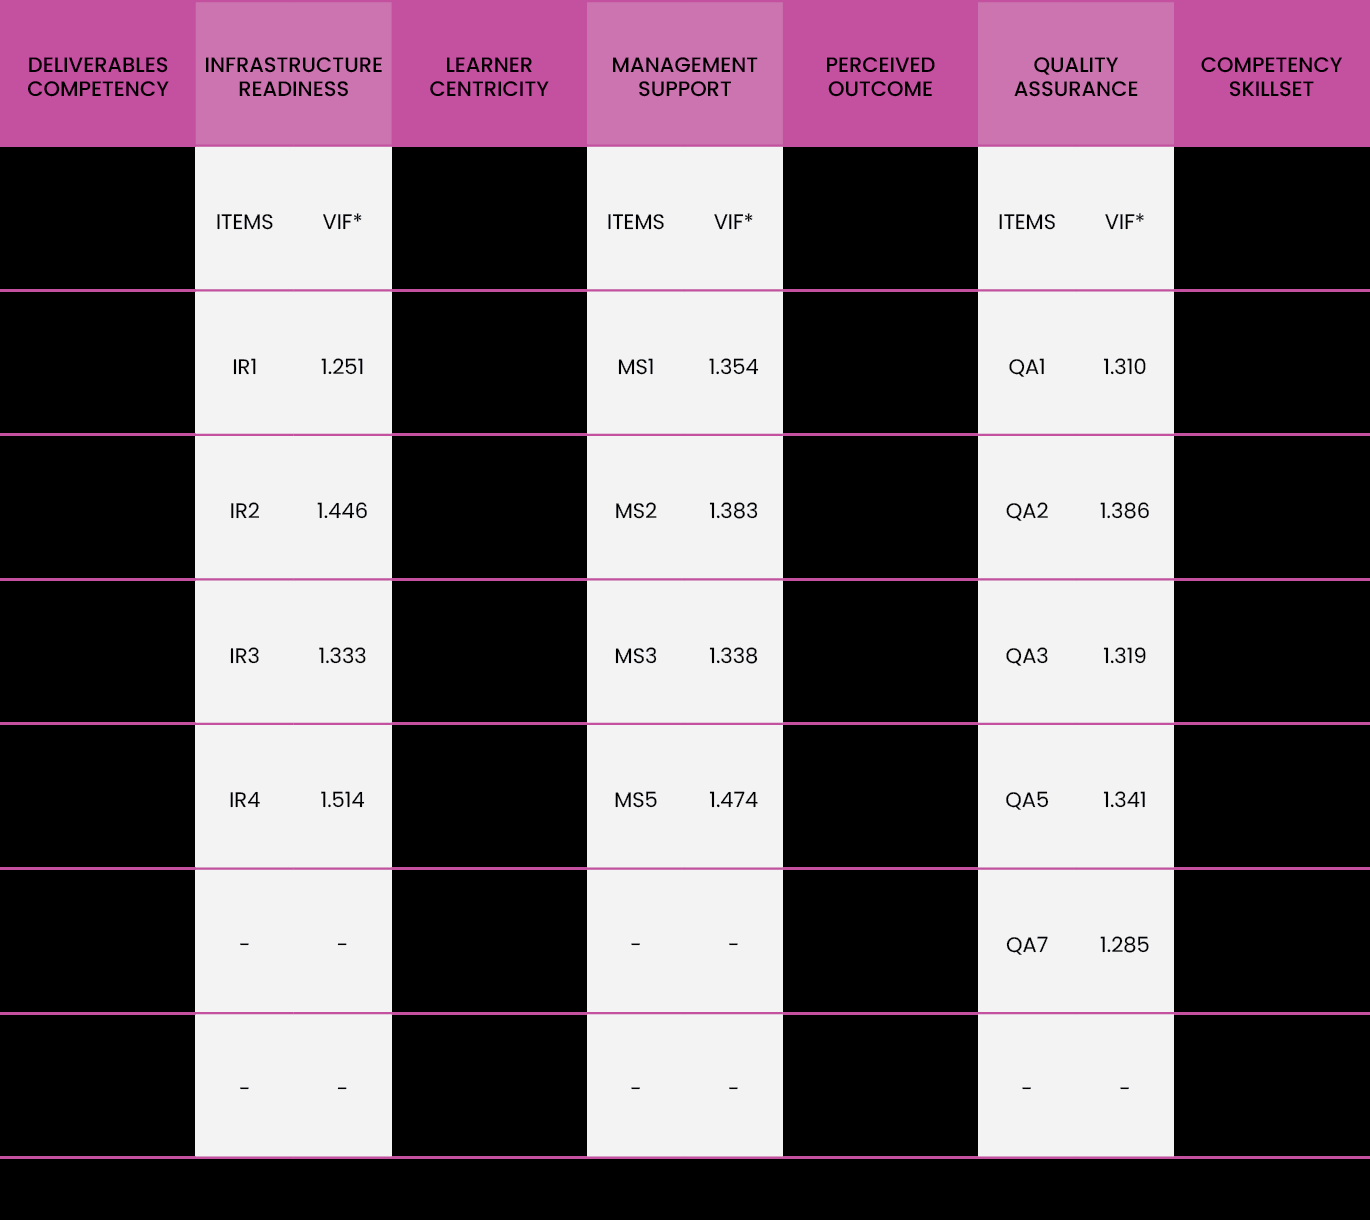 DELIVERABLES COMPETENCY INFRASTRUCTURE READINESS LEARNER CENTRICITY MANAGEMENT SUPPORT PERCEIVED OUTCOME QUALITY ASSURANCE COMPETENCY SKILLSET
ITEMS VIF* ITEMS VIF* ITEMS VIF*
IR1 1.251 MS1 1.354 QA1 1.310
IR2 1.446 MS2 1.383 QA2 1.386
IR3 1.333 MS3 1.338 QA3 1.319
IR4 1.514 MS5 1.474 QA5 1.341
- - - - QA7 1.285
- - - - - -